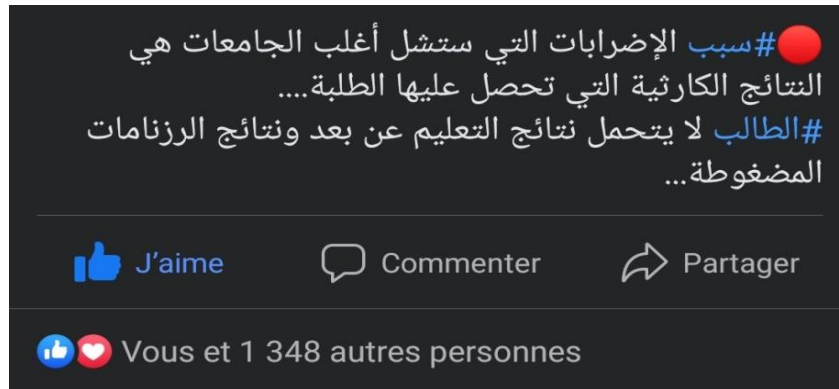 🔴#سبب الإضرابات التي ستشل أغلب الجامعات هي
النتائج الكارثية التي تحصل عليها الطلبة....
#الطالب لا يتحمل نتائج التعليم عن بعد ونتائج الرزنامات
المضغوطة...
J'aime Commenter Partager
Vous et 1 348 autres personnes